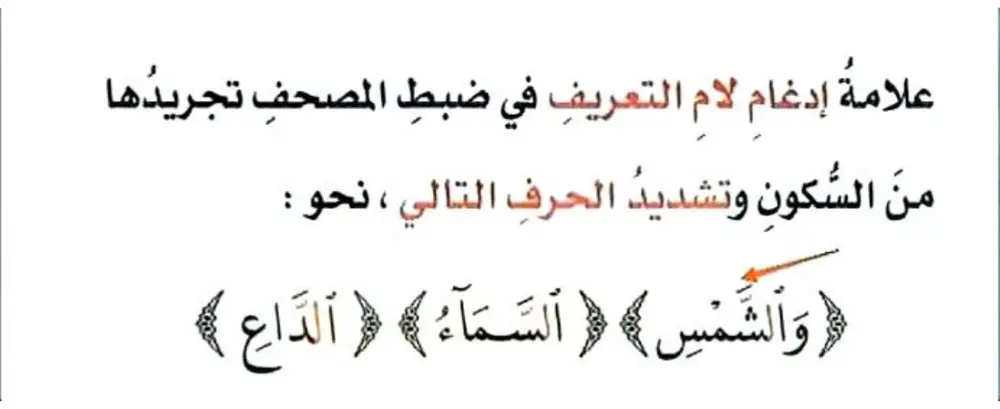 علامةُ إدغامِ لامِ التعريفِ في ضبطِ المصحفِ تجريدُها
منَ السُّكونِ وتشديدُ الحرفِ التالي ، نحو :
﴿ وَٱلشَّمْسِ ﴾ ﴿ ٱلسَّمَآءُ ﴾ ﴿ ٱلدَّاعِ ﴾